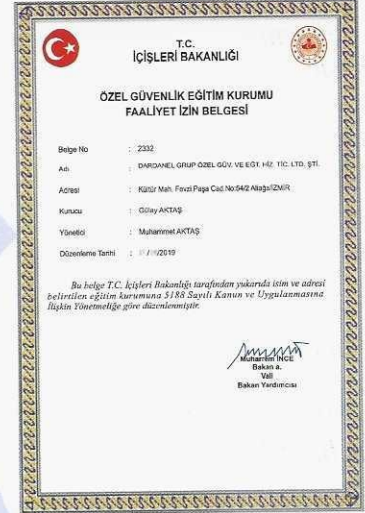 T.C.
İÇİŞLERİ BAKANLIĞI
ÖZEL GÜVENLİK EĞİTİM KURUMU
FAALİYET İZİN BELGESİ
Belge No : 2332
Adı : DARDANEL GRUP ÖZEL GÜV. VE EĞT. HİZ. TİC. LTD. ŞTİ.
Adresi : Kültür Mah. Fevzi Paşa Cad. No:64/2 Aliağa/İZMİR
Kurucu : Gülay AKTAŞ
Yönetici : Muhammet AKTAŞ
Düzenleme Tarihi : / /2019
Bu belge T.C. İçişleri Bakanlığı tarafından yukarıda isim ve adresi
belirtilen eğitim kurumuna 5188 Sayılı Kanun ve Uygulanmasına
İlişkin Yönetmeliğe göre düzenlenmiştir.
Muharrem İNCE
Bakan a.
Vali
Bakan Yardımcısı